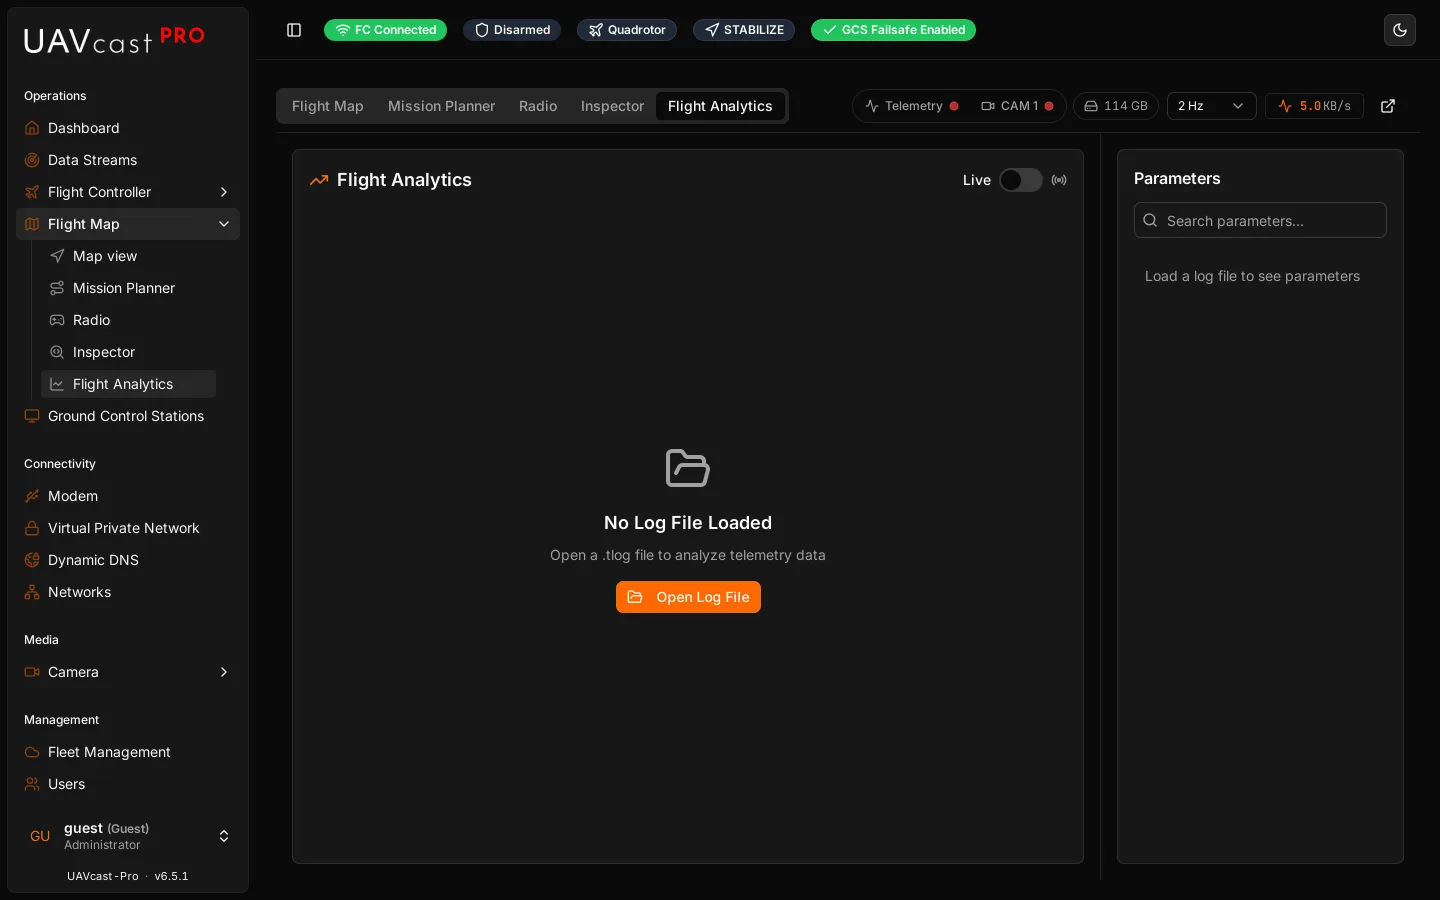 UAVcast PRO
Operations
Dashboard
Data Streams
Flight Controller
Flight Map
Map view
Mission Planner
Radio
Inspector
Flight Analytics
Ground Control Stations
Connectivity
Modem
Virtual Private Network
Dynamic DNS
Networks
Media
Camera
Management
Fleet Management
Users
GU
guest (Guest)
Administrator
UAVcast-Pro · v6.5.1
FC Connected
Disarmed
Quadrotor
STABILIZE
GCS Failsafe Enabled
Flight Map
Mission Planner
Radio
Inspector
Flight Analytics
Telemetry
CAM 1
114 GB
2 Hz
5.0KB/s
Flight Analytics
Live
No Log File Loaded
Open a .tlog file to analyze telemetry data
Open Log File
Parameters
Search parameters...
Load a log file to see parameters